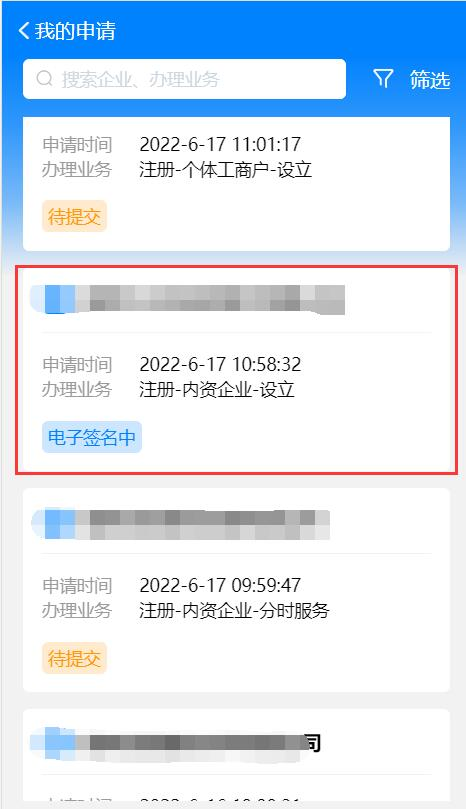 我的申请
搜索企业、办理业务
筛选
申请时间 2022-6-17 11:01:17
办理业务 注册-个体工商户-设立
待提交
申请时间 2022-6-17 10:58:32
办理业务 注册-内资企业-设立
电子签名中
申请时间 2022-6-17 09:59:47
办理业务 注册-内资企业-分时服务
待提交
司